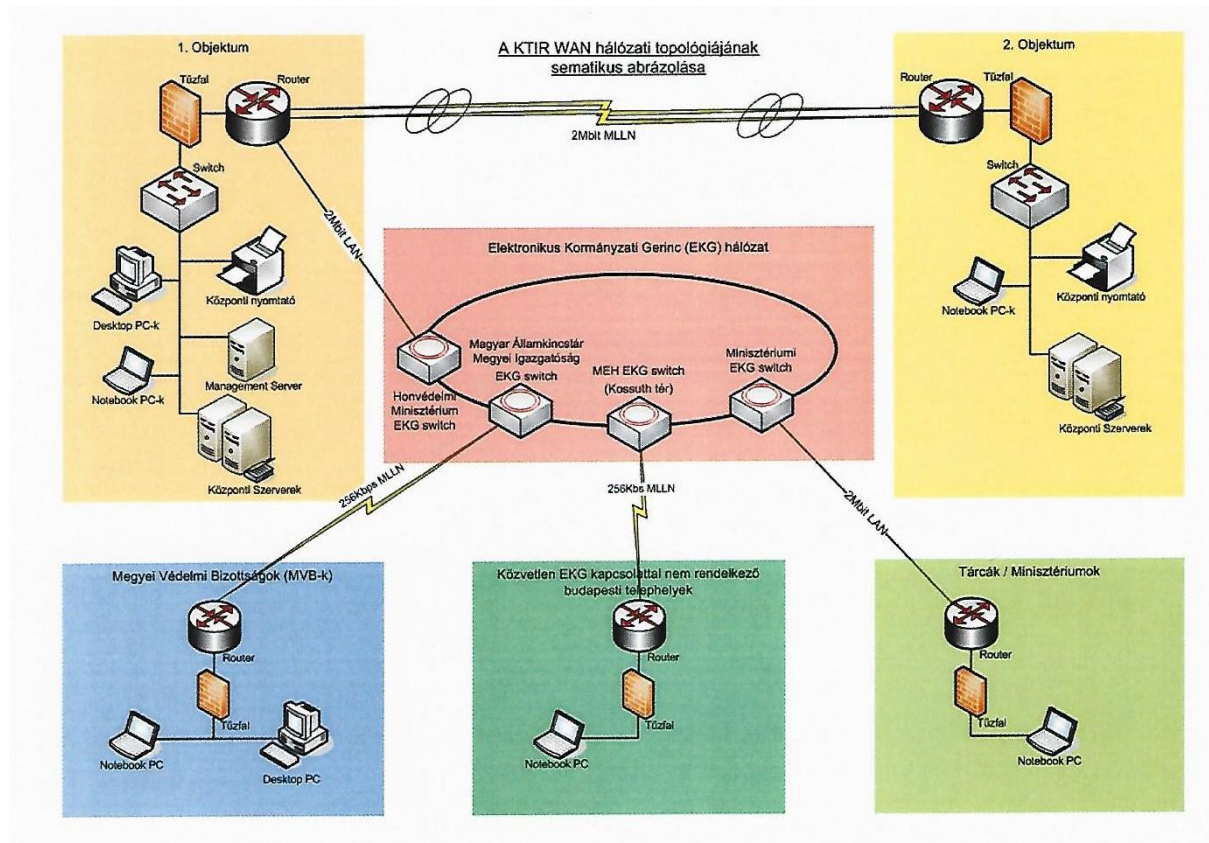 A KTIR WAN hálózati topológiájának
sematikus abrázolása
1. Objektum
Tűzfal
Router
Switch
Desktop PC-k
Központi nyomtató
Management Server
Notebook PC-k
Központi Szerverek
2Mbit MLLN
2. Objektum
Router
Tűzfal
Switch
Notebook PC-k
Központi nyomtató
Központi Szerverek
2Mbit LAN
Elektronikus Kormányzati Gerinc (EKG) hálózat
Honvédelmi
Minisztérium
EKG switch
Magyar Államkincstár
Megyei Igazgatóság
EKG switch
MEH EKG switch
(Kossuth tér)
Minisztériumi
EKG switch
256Kbps MLLN
256Kbs MLLN
2Mbit LAN
Megyei Védelmi Bizottságok (MVB-k)
Router
Tűzfal
Notebook PC
Desktop PC
Közvetlen EKG kapcsolattal nem rendelkező
budapesti telephelyek
Router
Tűzfal
Notebook PC
Tárcák / Minisztériumok
Router
Tűzfal
Notebook PC